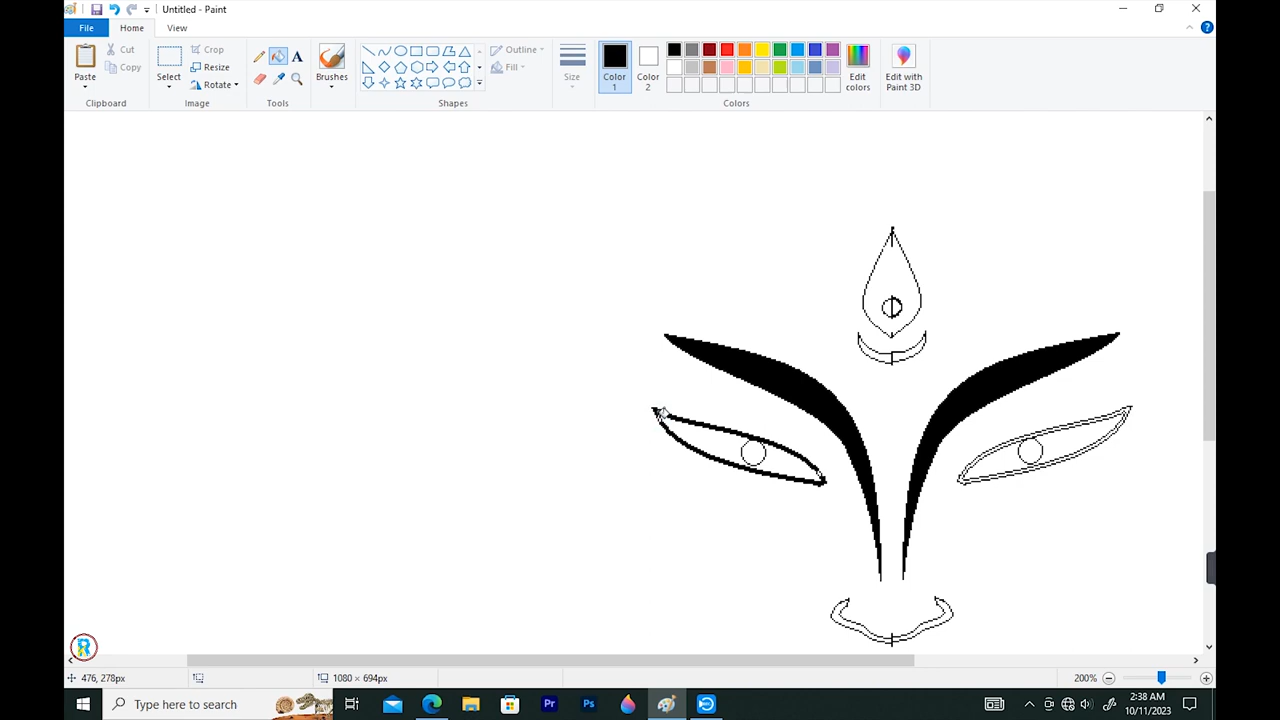 Untitled - Paint
File
Home
View
Paste
Cut
Copy
Clipboard
Select
Crop
Resize
Rotate
Image
A
Tools
Brushes
Outline
Fill
Shapes
Size
Color 1
Color 2
Edit colors
Colors
Edit with Paint 3D
R
476, 278px
1080 × 694px
200%
Type here to search
Pr
Ps
2:38 AM
10/11/2023